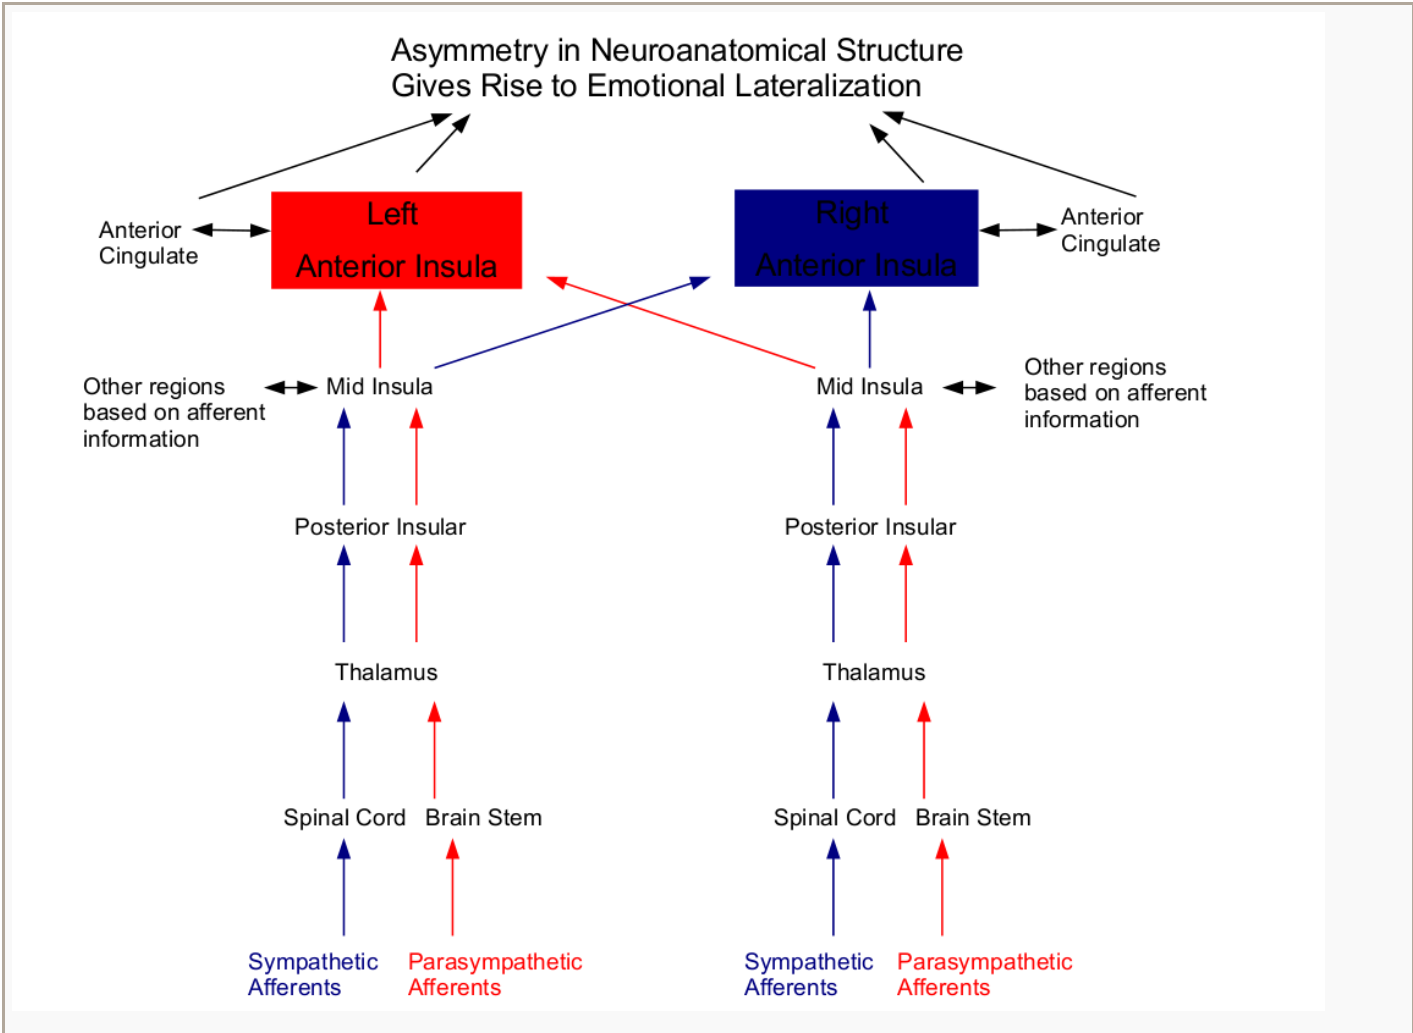 Asymmetry in Neuroanatomical Structure
Gives Rise to Emotional Lateralization
Anterior
Cingulate
Left
Anterior Insula
Right
Anterior Insula
Anterior
Cingulate
Other regions
based on afferent
information
Mid Insula
Mid Insula
Other regions
based on afferent
information
Posterior Insular
Posterior Insular
Thalamus
Thalamus
Spinal Cord
Brain Stem
Spinal Cord
Brain Stem
Sympathetic
Afferents
Parasympathetic
Afferents
Sympathetic
Afferents
Parasympathetic
Afferents